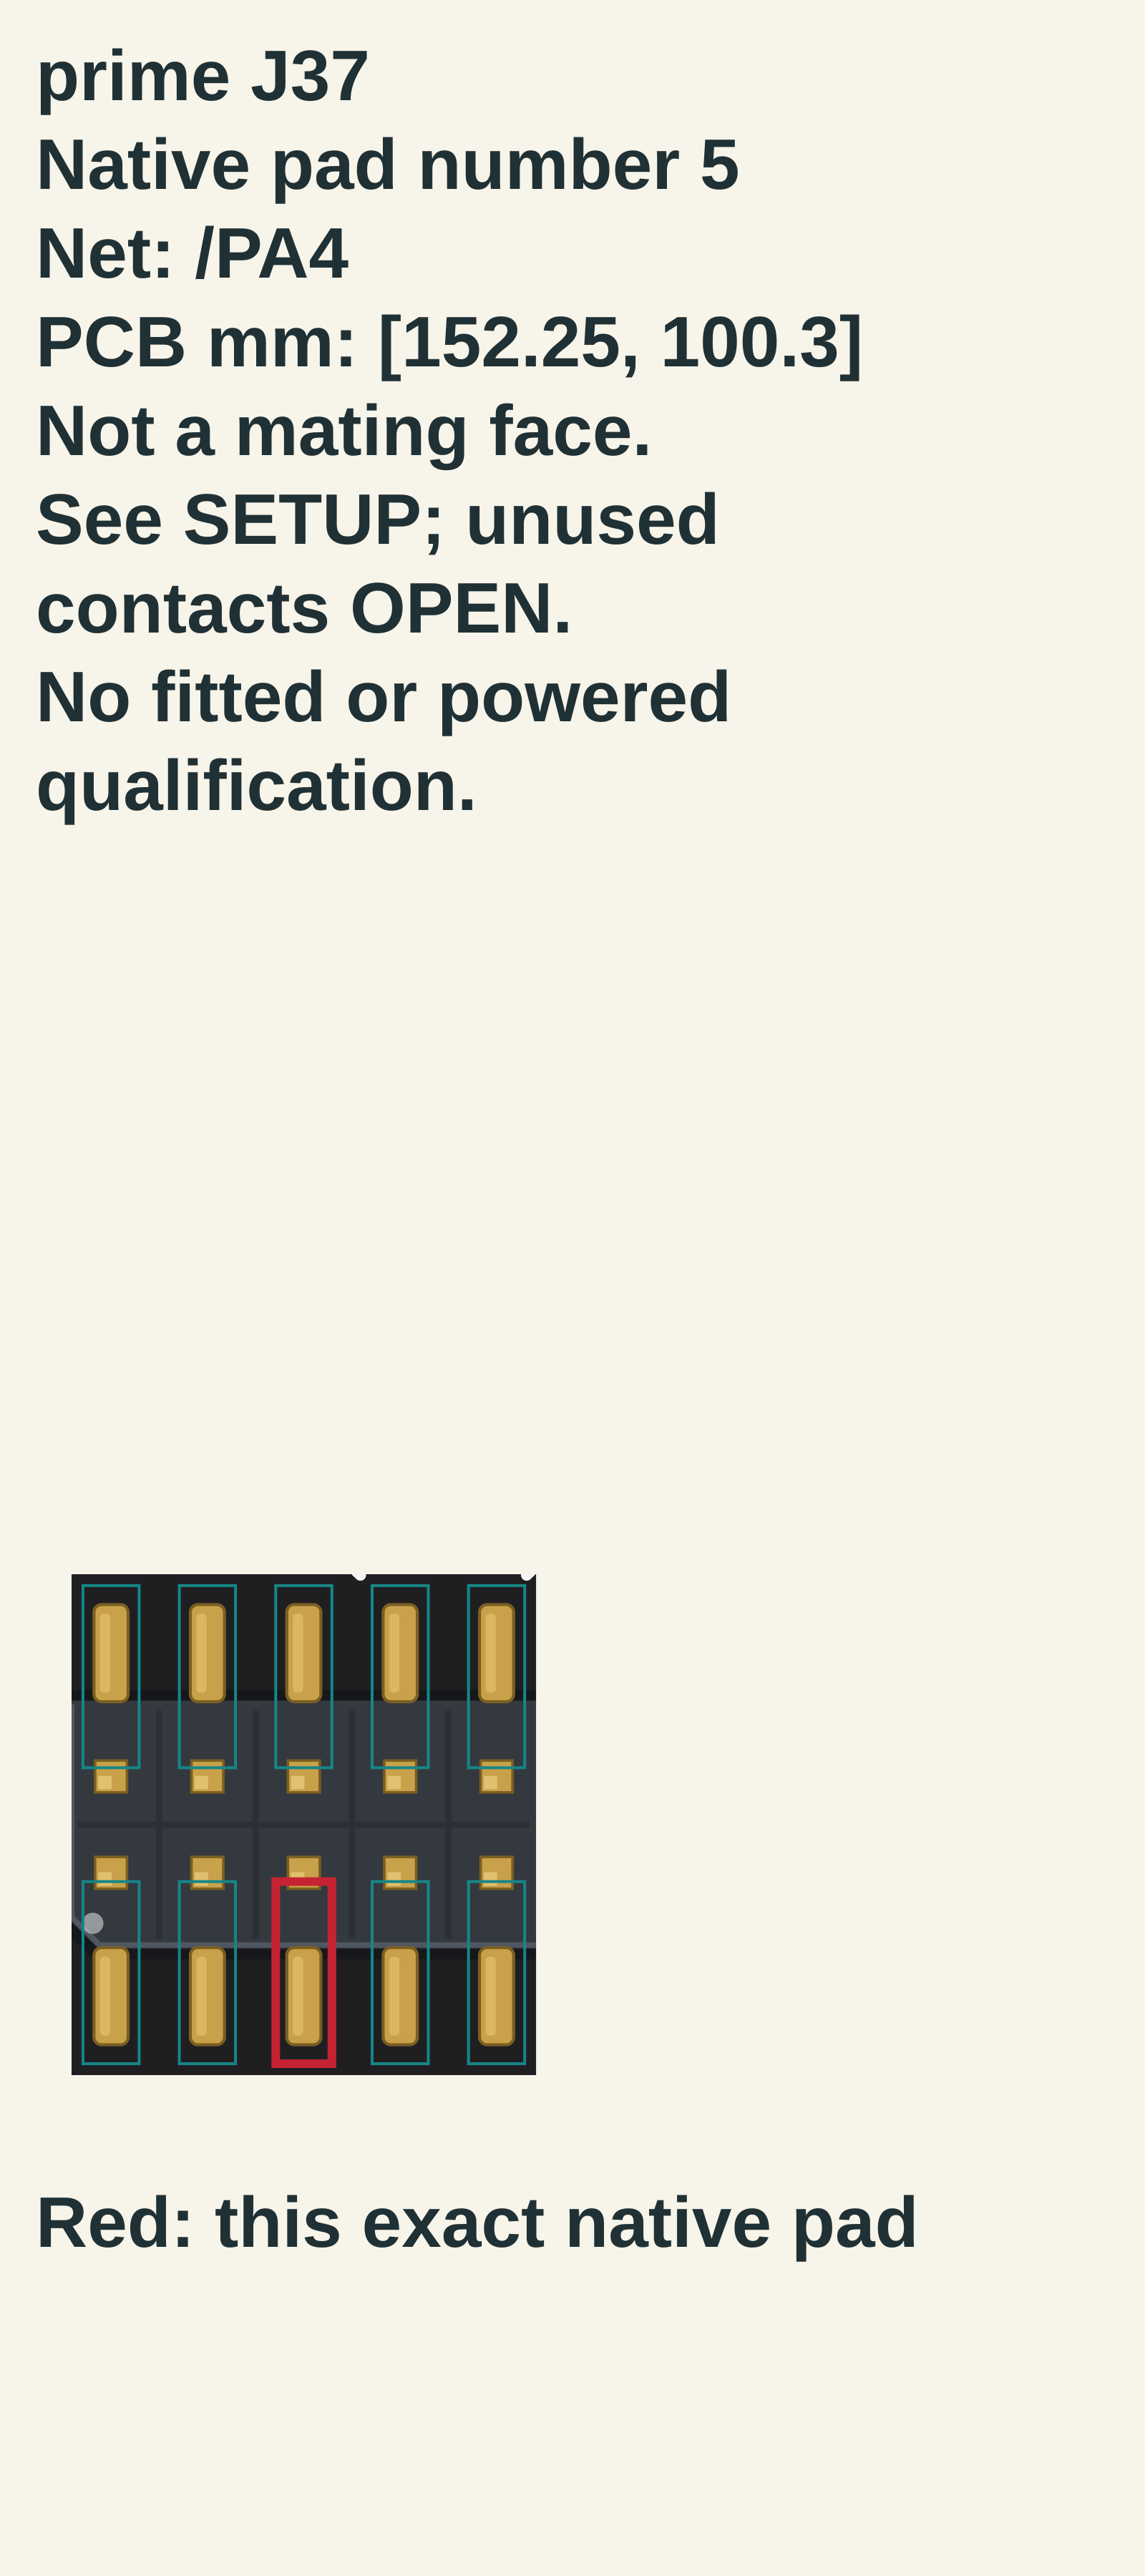 prime J37
Native pad number 5
Net: /PA4
PCB mm: [152.25, 100.3]
Not a mating face.
See SETUP; unused
contacts OPEN.
No fitted or powered
qualification.
Red: this exact native pad